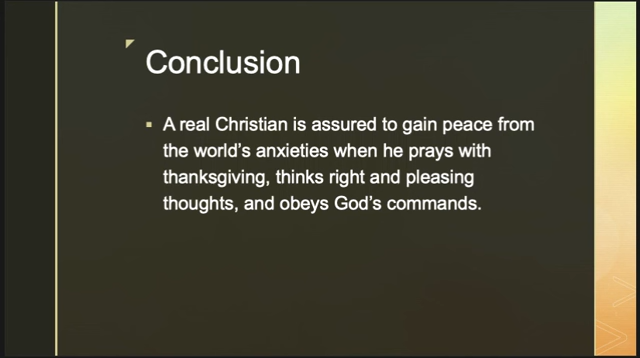 Conclusion
A real Christian is assured to gain peace from
the world's anxieties when he prays with
thanksgiving, thinks right and pleasing
thoughts, and obeys God's commands.